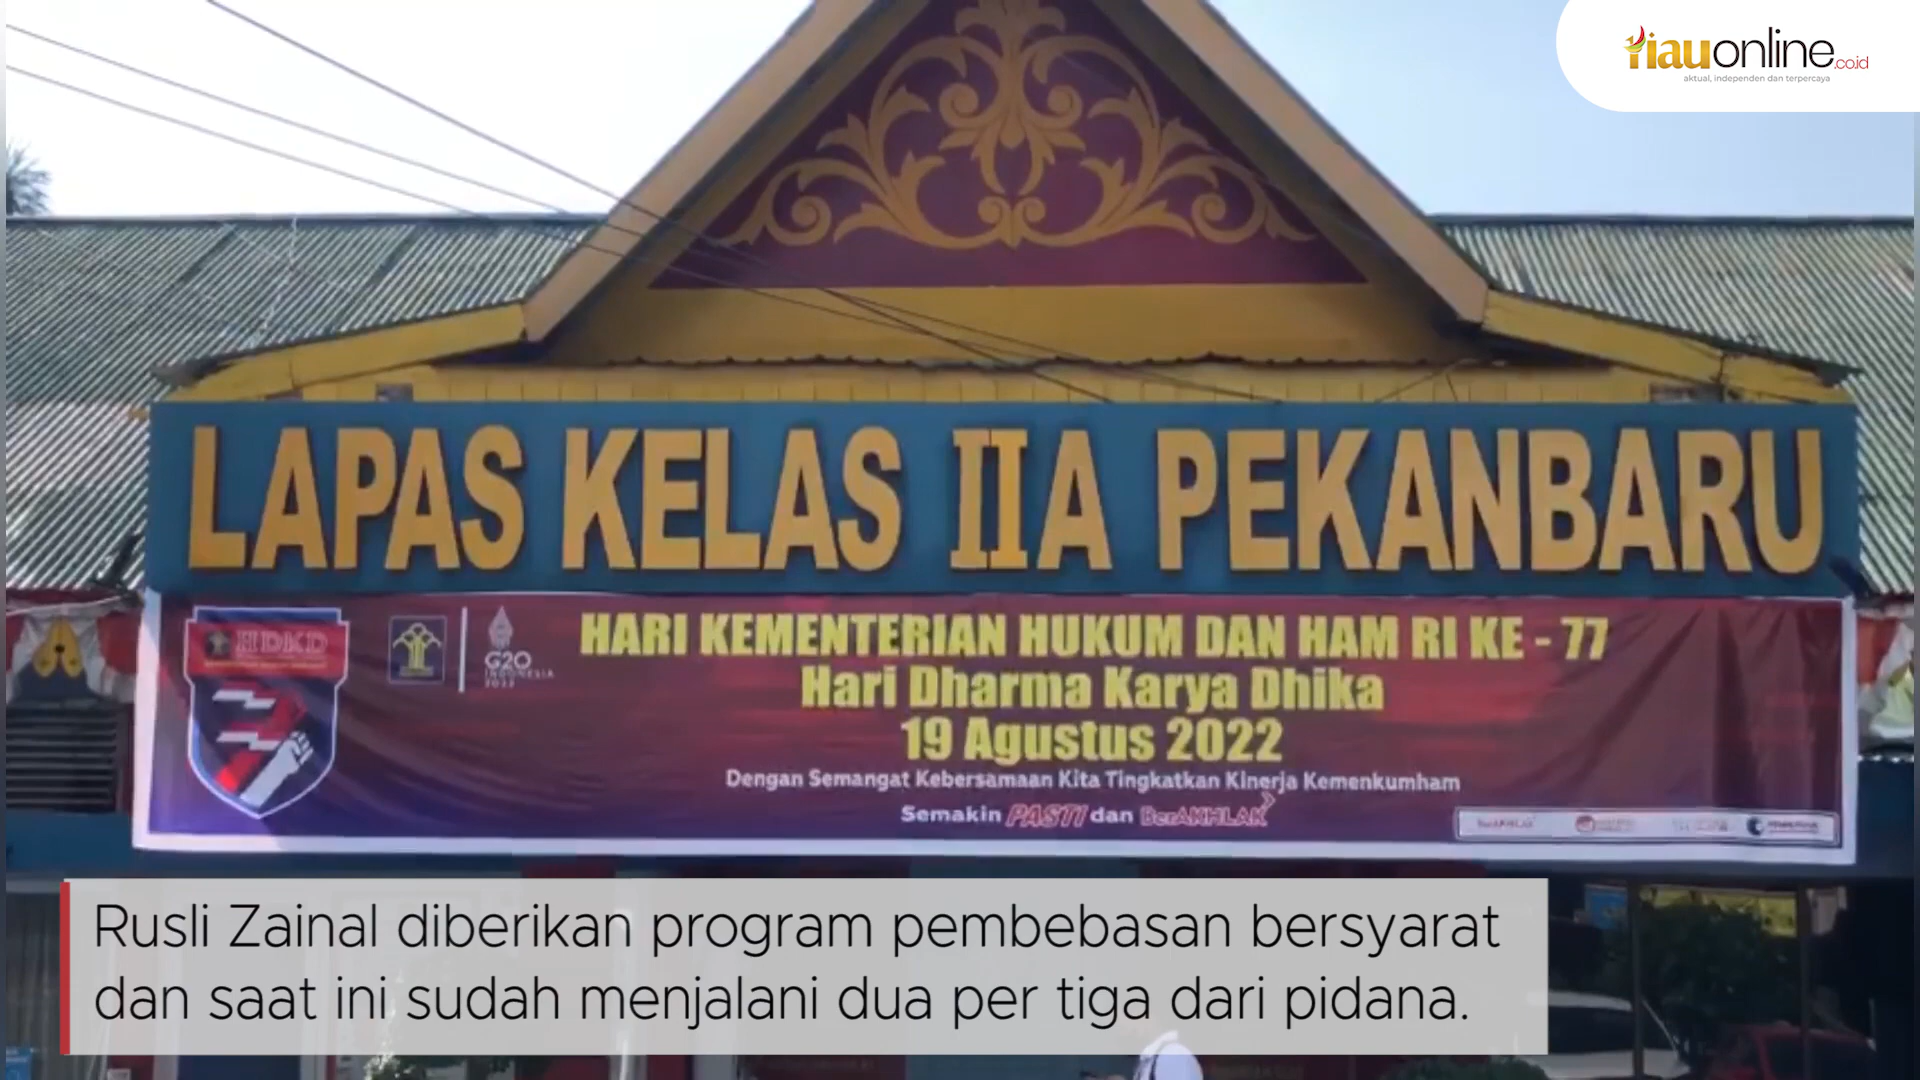 riauonline.co.id
aktual, independen dan terpercaya
LAPAS KELAS IIA PEKANBARU
HDKD
G20
INDONESIA
2022
HARI KEMENTERIAN HUKUM DAN HAM RI KE - 77
Hari Dharma Karya Dhika
19 Agustus 2022
Dengan Semangat Kebersamaan Kita Tingkatkan Kinerja Kemenkumham
Semakin PASTI dan BerAKHLAK
BerAKHLAK
Rusli Zainal diberikan program pembebasan bersyarat
dan saat ini sudah menjalani dua per tiga dari pidana.